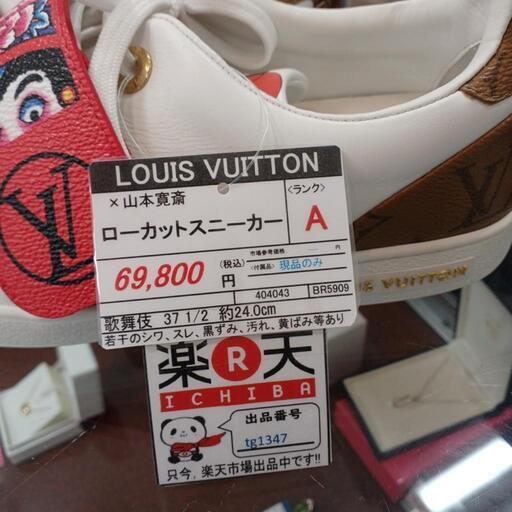 LOUIS VUITTON
×山本寛斎
ローカットスニーカー
<ランク>
A
69,800 (税込) 円
市場参考価格 ― 円
<付属品> 現品のみ
404043 BR5909
歌舞伎 37 1/2 約24.0cm
若干のシワ、スレ、黒ずみ、汚れ、黄ばみ等あり
LOUIS VUITTON
LV
楽R天
ICHIBA
出品番号
tg1347
只今、楽天市場出品中です!!